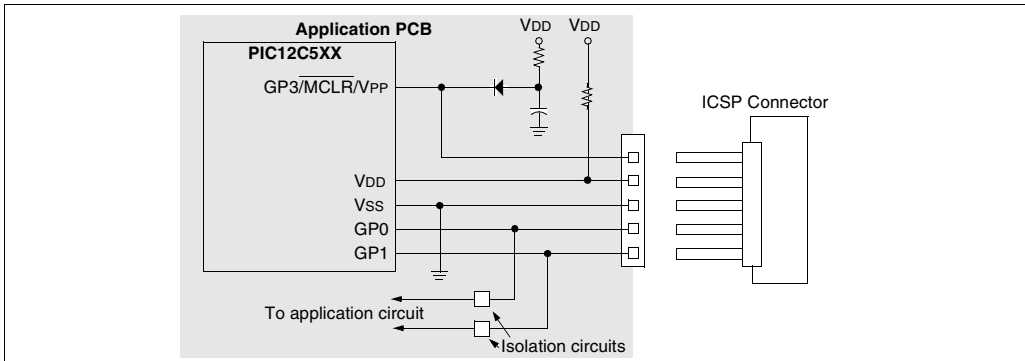 Application PCB
VDD
VDD
PIC12C5XX
GP3/MCLR/VPP
ICSP Connector
VDD
VSS
GP0
GP1
To application circuit
Isolation circuits